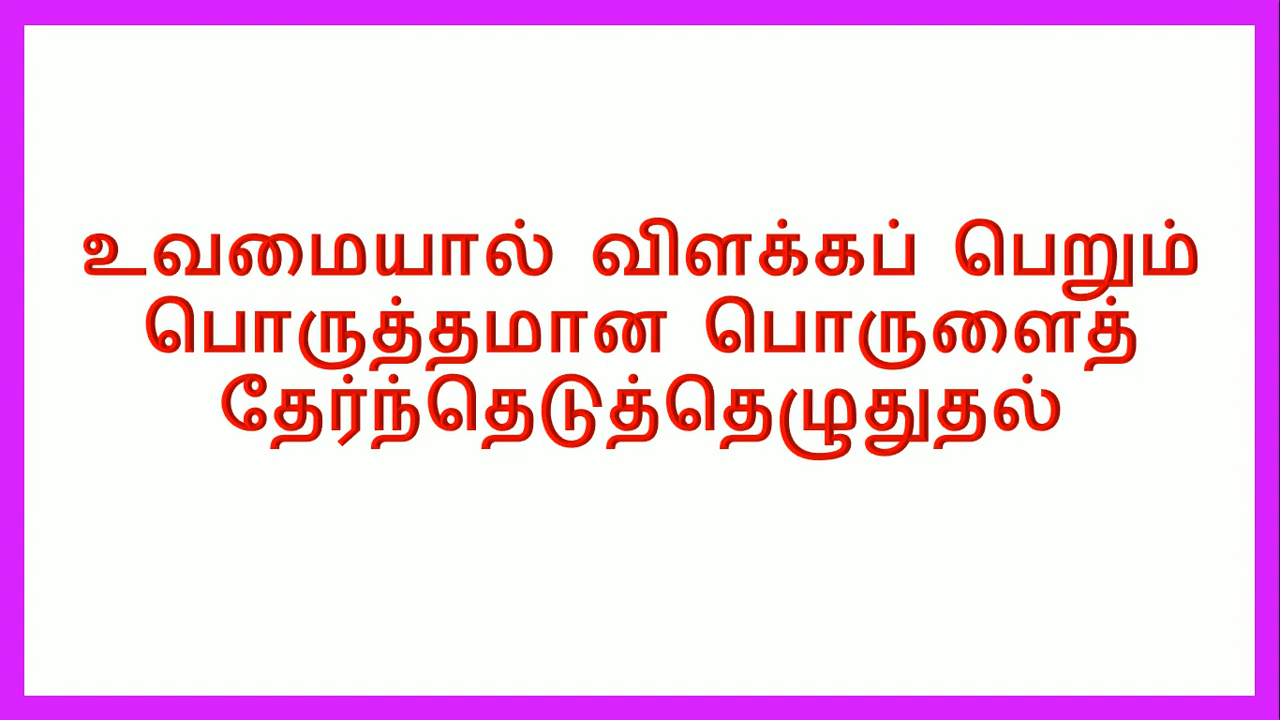 உவமையால் விளக்கப் பெறும்
பொருத்தமான பொருளைத்
தேர்ந்தெடுத்தெழுதுதல்